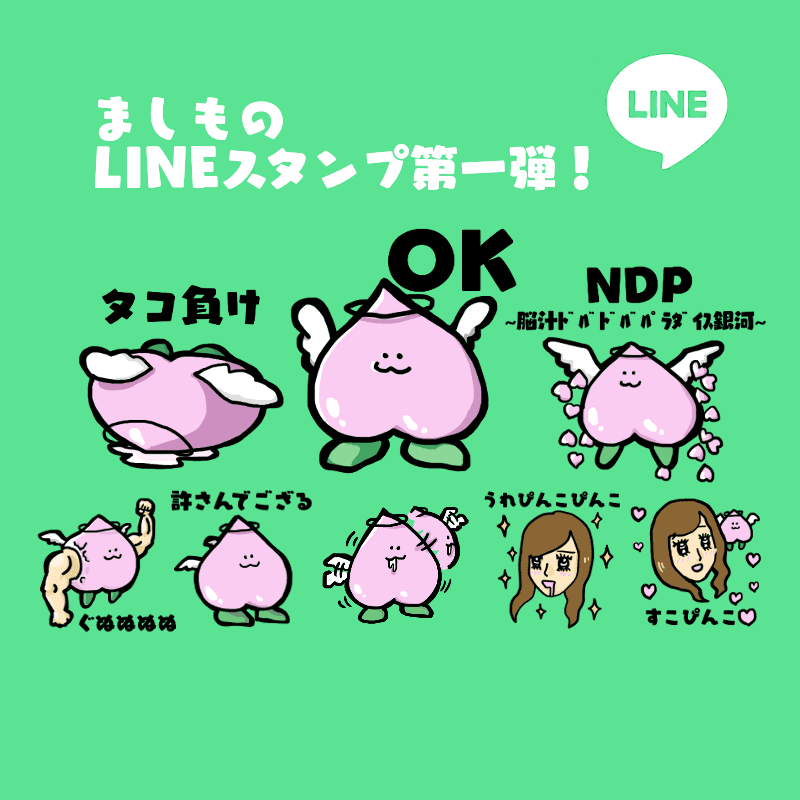 LINE
ましもの
LINEスタンプ第一弾！
OK
タコ負け
NDP
~脳汁ﾄﾞﾊﾞﾄﾞﾊﾞﾊﾟﾗﾀﾞｲｽ銀河~
許さんでござる
うれぴんこぴんこ
ぐぬぬぬぬ
すこぴんこ♡